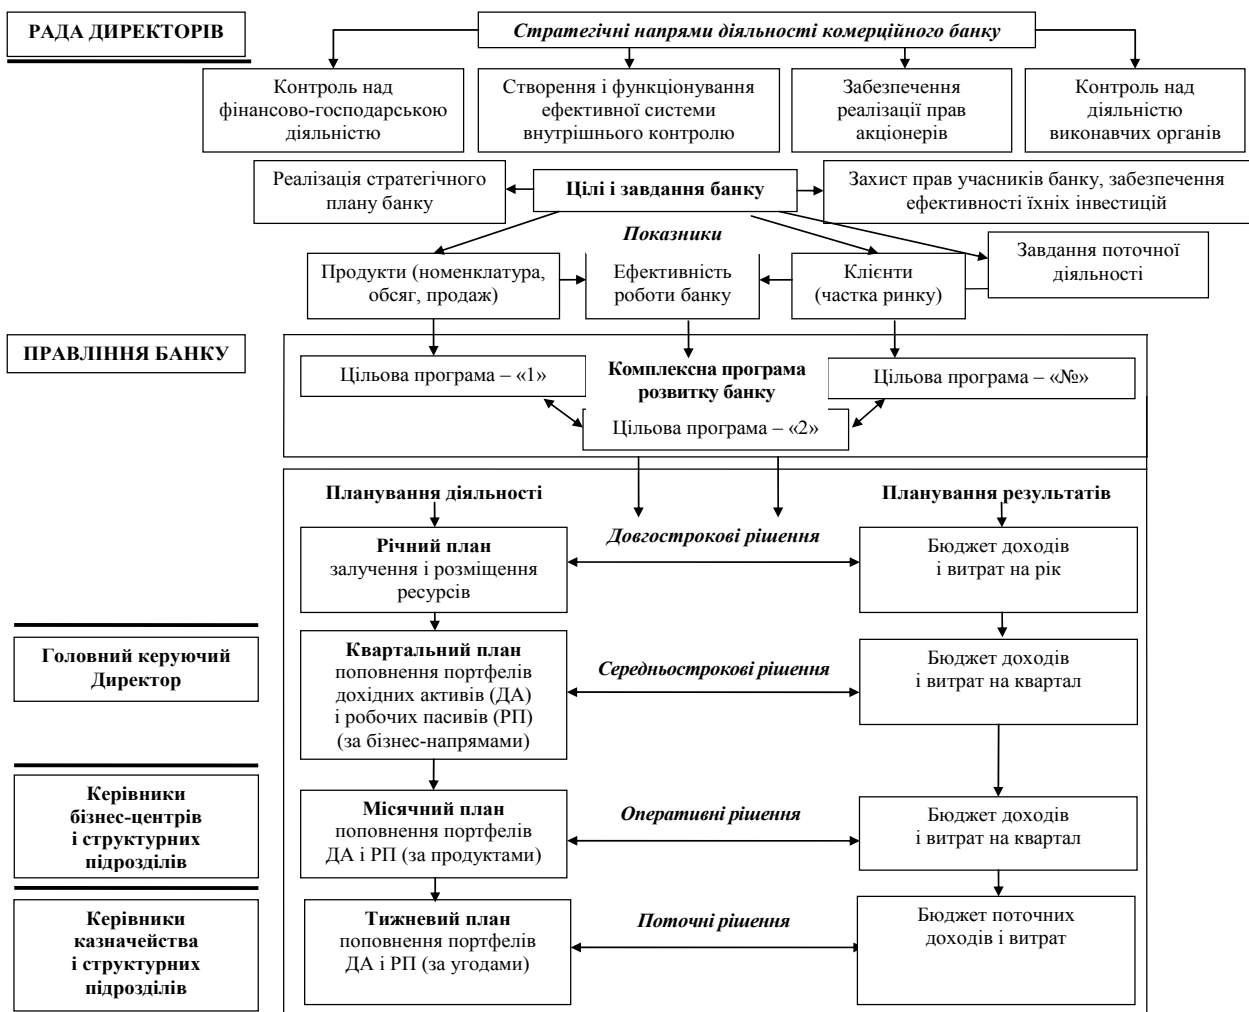 РАДА ДИРЕКТОРІВ
Стратегічні напрями діяльності комерційного банку
Контроль над
фінансово-господарською
діяльністю
Створення і функціонування
ефективної системи
внутрішнього контролю
Забезпечення
реалізації прав
акціонерів
Контроль над
діяльністю
виконавчих органів
Реалізація стратегічного
плану банку
Цілі і завдання банку
Захист прав учасників банку, забезпечення
ефективності їхніх інвестицій
Показники
Продукти (номенклатура,
обсяг, продаж)
Ефективність
роботи банку
Клієнти
(частка ринку)
Завдання поточної
діяльності
ПРАВЛІННЯ БАНКУ
Цільова програма – «1»
Комплексна програма
розвитку банку
Цільова програма – «№»
Цільова програма – «2»
Планування діяльності
Планування результатів
Річний план
залучення і розміщення
ресурсів
Довгострокові рішення
Бюджет доходів
і витрат на рік
Головний керуючий
Директор
Квартальний план
поповнення портфелів
дохідних активів (ДА)
і робочих пасивів (РП)
(за бізнес-напрямами)
Середньострокові рішення
Бюджет доходів
і витрат на квартал
Керівники
бізнес-центрів
і структурних
підрозділів
Місячний план
поповнення портфелів
ДА і РП (за продуктами)
Оперативні рішення
Бюджет доходів
і витрат на квартал
Керівники
казначейства
і структурних
підрозділів
Тижневий план
поповнення портфелів
ДА і РП (за угодами)
Поточні рішення
Бюджет поточних
доходів і витрат